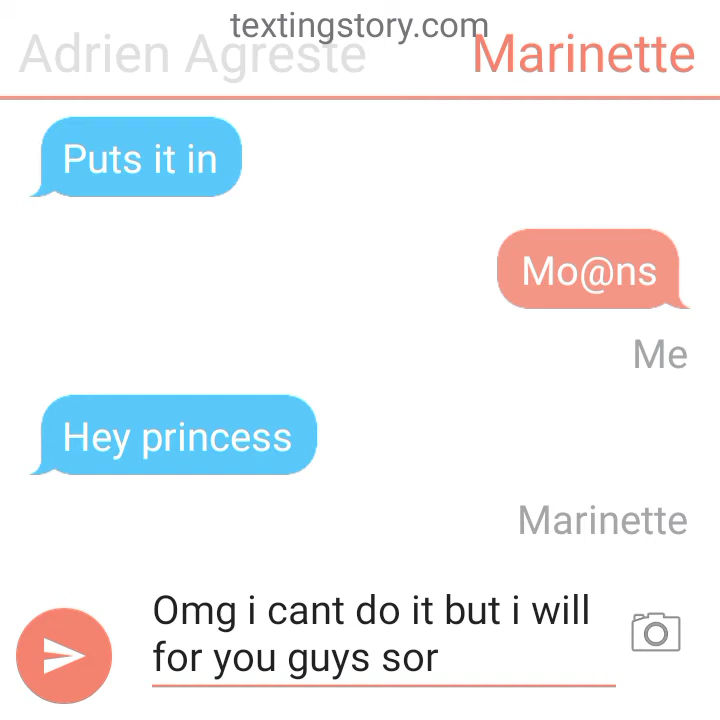 textingstory.com
Adrien Agreste
Marinette
Puts it in
Mo@ns
Me
Hey princess
Marinette
Omg i cant do it but i will
for you guys sor